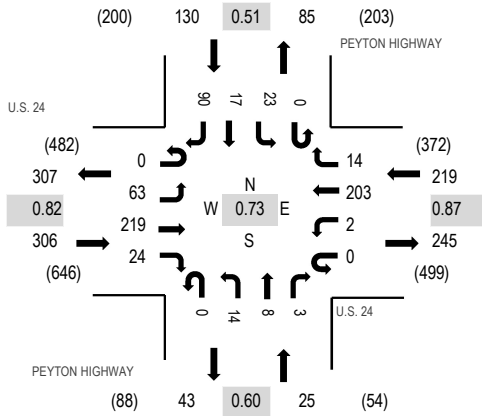 (200) 130 0.51 85 (203)
PEYTON HIGHWAY
U.S. 24
90 17 23 0
(482)
307
0.82
306
(646)
0
63
219
24
N
W 0.73 E
S
14
203
2
0
(372)
219
0.87
245
(499)
0 14 8 3
U.S. 24
PEYTON HIGHWAY
(88) 43 0.60 25 (54)